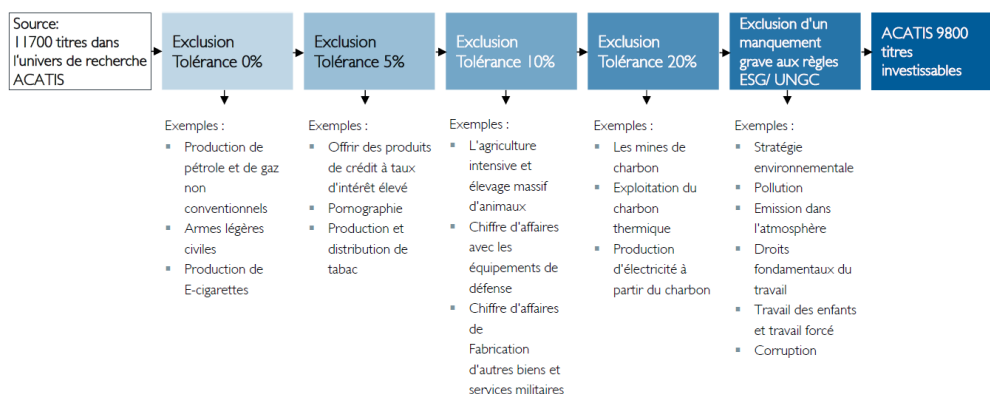 Source:
11700 titres dans
l'univers de recherche
ACATIS
Exclusion
Tolérance 0%
Exclusion
Tolérance 5%
Exclusion
Tolérance 10%
Exclusion
Tolérance 20%
Exclusion d'un
manquement
grave aux règles
ESG/ UNGC
ACATIS 9800
titres
investissables
Exemples :
▪ Production de
pétrole et de gaz
non
conventionnels
▪ Armes légères
civiles
▪ Production de
E-cigarettes
Exemples :
▪ Offrir des produits
de crédit à taux
d'intérêt élevé
▪ Pornographie
▪ Production et
distribution de
tabac
Exemples :
▪ L'agriculture
intensive et
élevage massif
d'animaux
▪ Chiffre d'affaires
avec les
équipements de
défense
▪ Chiffre d'affaires
de
Fabrication
d'autres biens et
services militaires
Exemples :
▪ Les mines de
charbon
▪ Exploitation du
charbon
thermique
▪ Production
d'électricité à
partir du charbon
Exemples :
▪ Stratégie
environnementale
▪ Pollution
▪ Emission dans
l'atmosphère
▪ Droits
fondamentaux du
travail
▪ Travail des enfants
et travail forcé
▪ Corruption